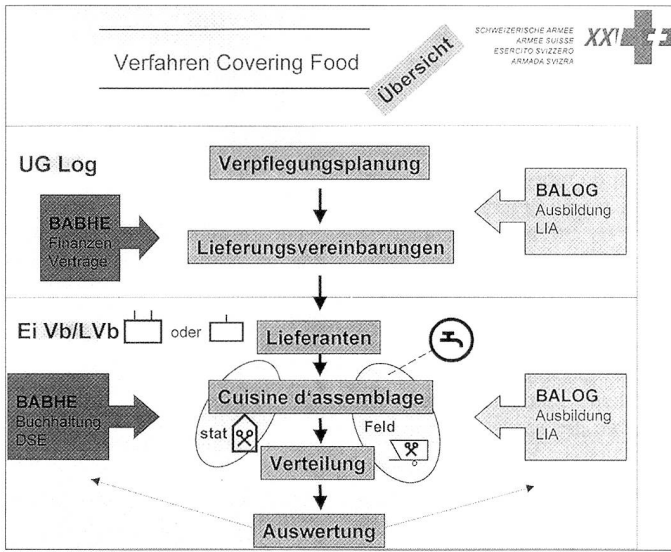 Verfahren Covering Food
Übersicht
SCHWEIZERISCHE ARMEE
ARMEE SUISSE
ESERCITO SVIZZERO
ARMADA SVIZRA
XXI
UG Log
Verpflegungsplanung
BABHE
Finanzen
Verträge
Lieferungsvereinbarungen
BALOG
Ausbildung
LIA
Ei Vb/LVb
oder
Lieferanten
BABHE
Buchhaltung
DSE
Cuisine d'assemblage
stat
Feld
BALOG
Ausbildung
LIA
Verteilung
Auswertung